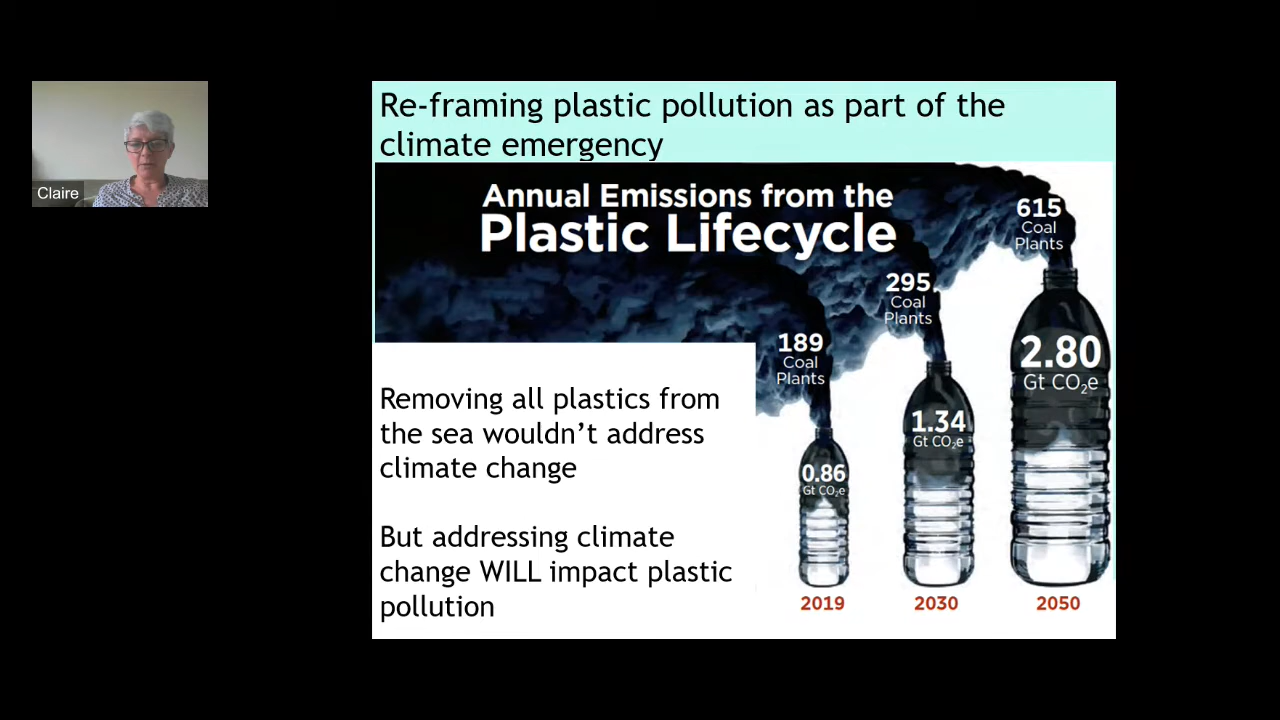 Claire
Re-framing plastic pollution as part of the
climate emergency
Annual Emissions from the
Plastic Lifecycle
615
Coal
Plants
295
Coal
Plants
189
Coal
Plants
2.80
Gt CO₂e
1.34
Gt CO₂e
0.86
Gt CO₂e
Removing all plastics from
the sea wouldn’t address
climate change
But addressing climate
change WILL impact plastic
pollution
2019
2030
2050